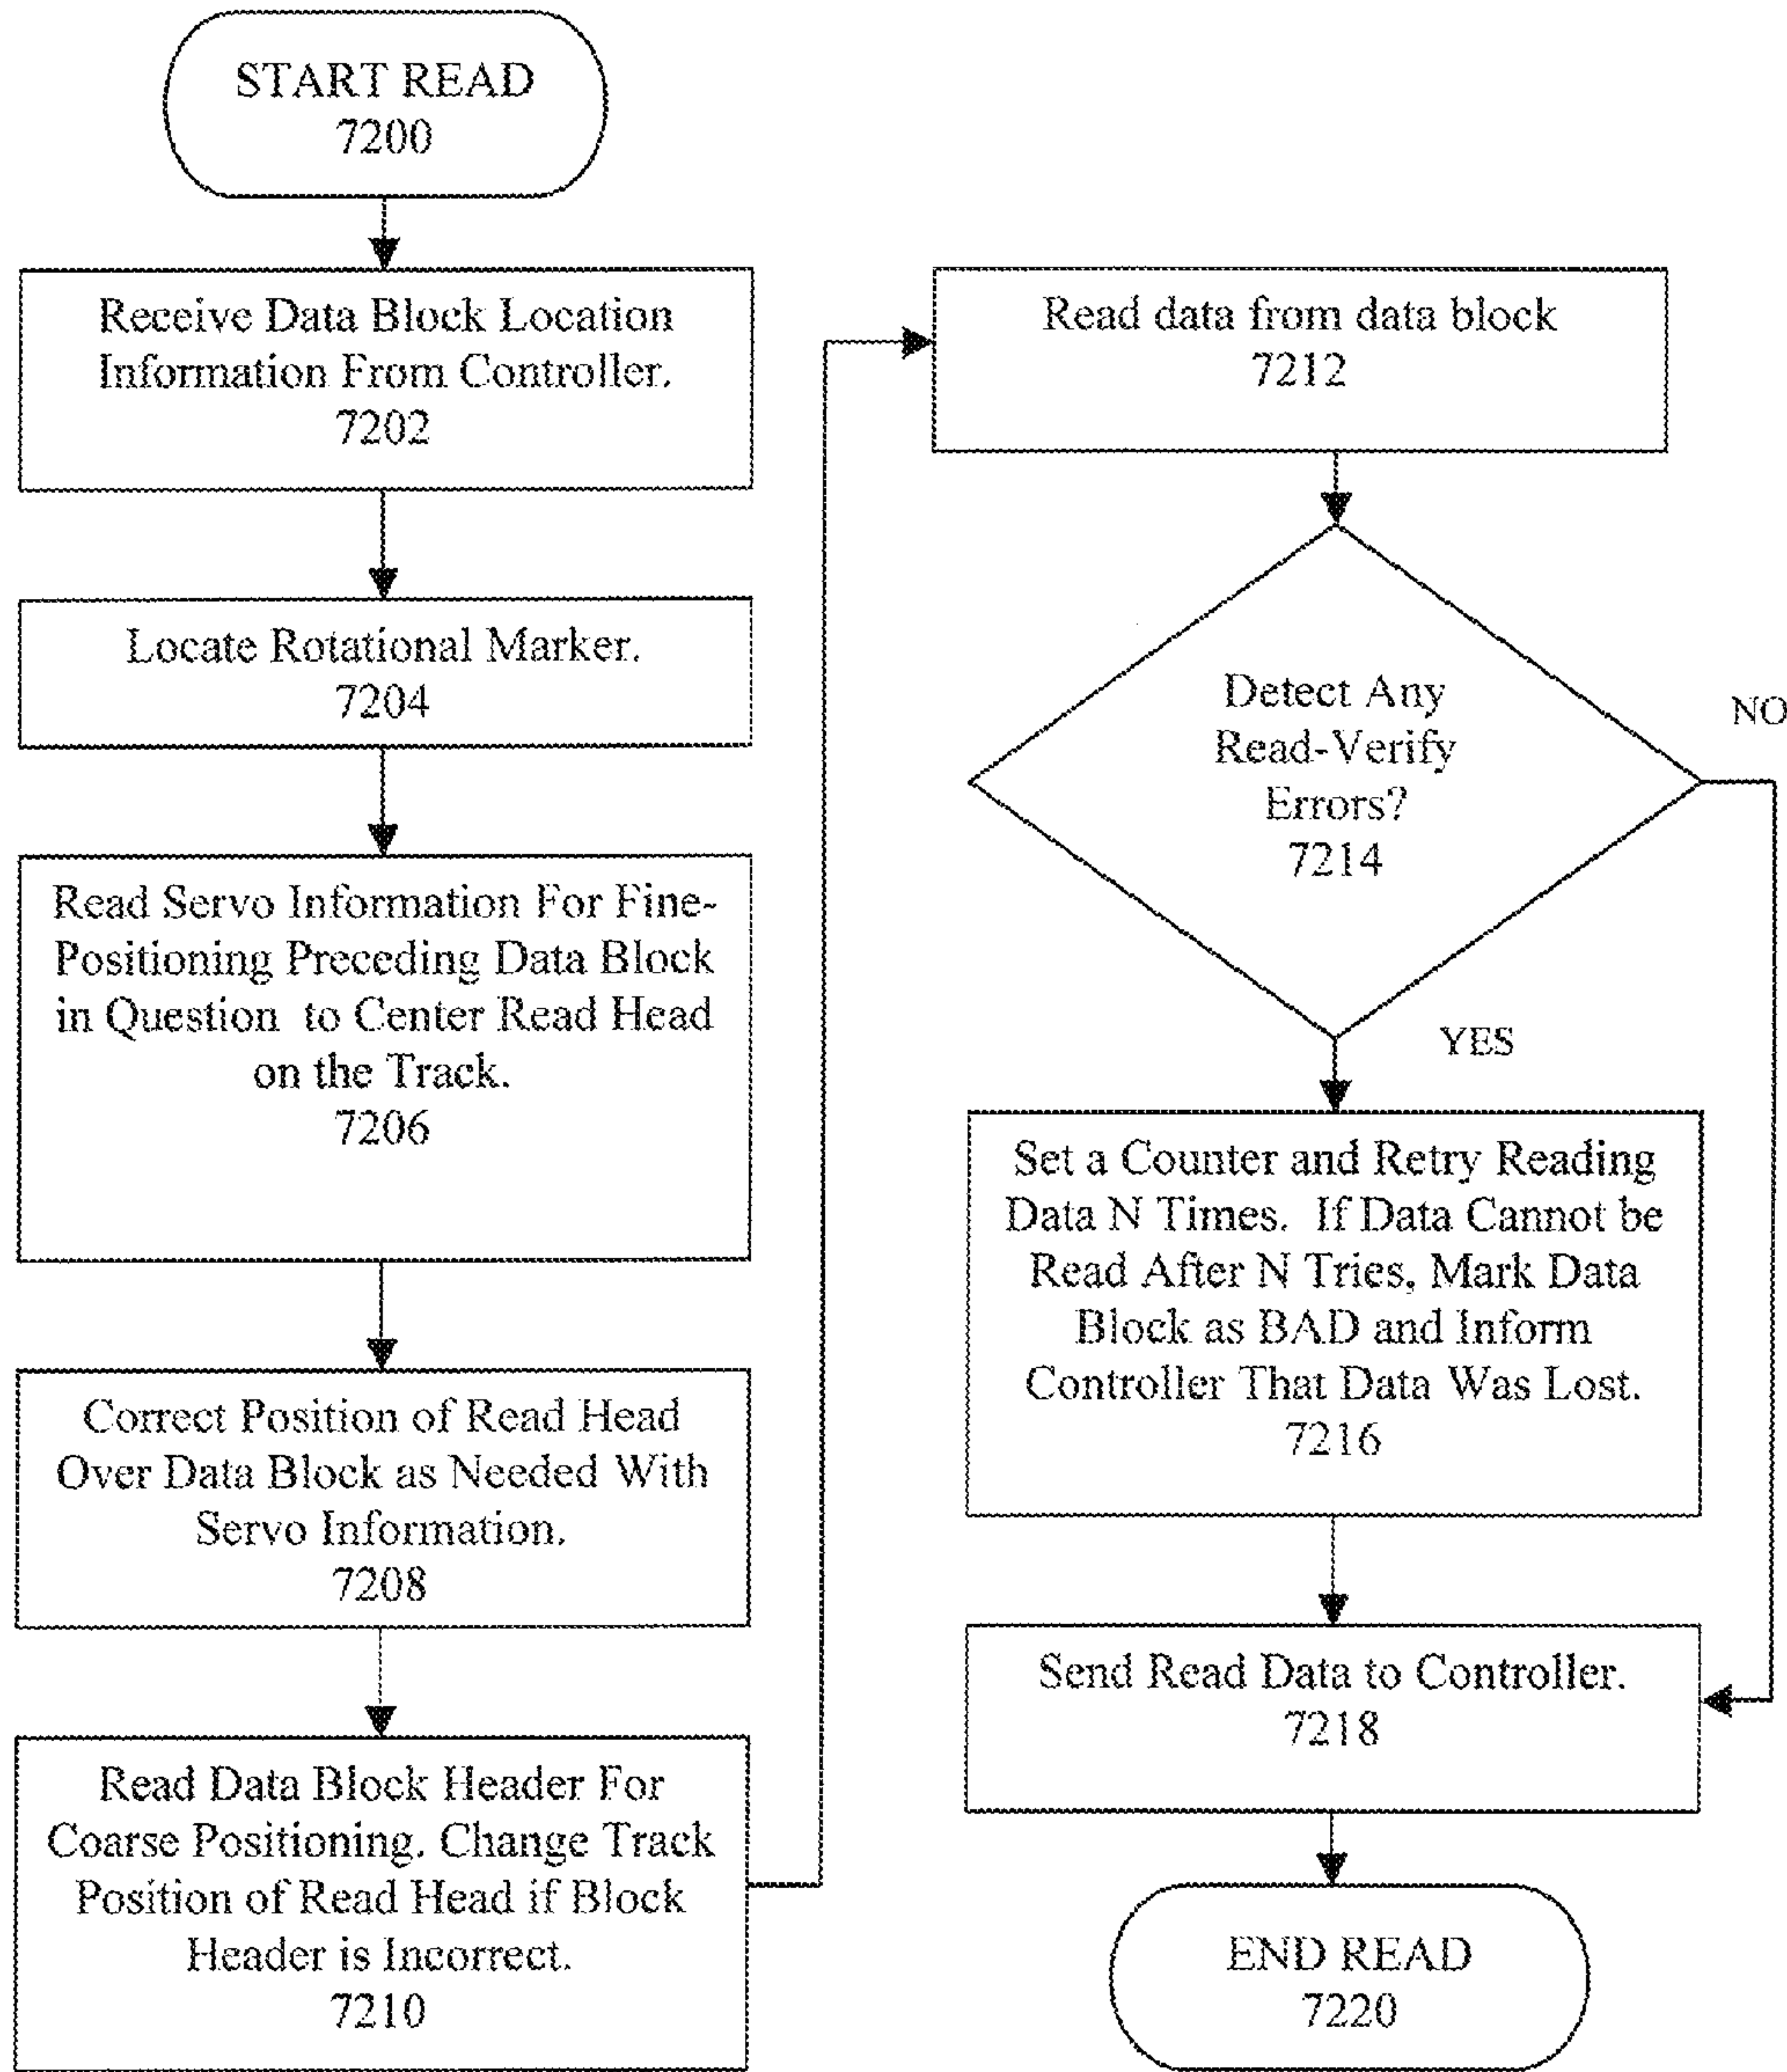 START READ
7200
Receive Data Block Location
Information From Controller.
7202
Locate Rotational Marker.
7204
Read Servo Information For Fine-
Positioning Preceding Data Block
in Question to Center Read Head
on the Track.
7206
Correct Position of Read Head
Over Data Block as Needed With
Servo Information.
7208
Read Data Block Header For
Coarse Positioning. Change Track
Position of Read Head if Block
Header is Incorrect.
7210
Read data from data block
7212
Detect Any
Read-Verify
Errors?
7214
NO
YES
Set a Counter and Retry Reading
Data N Times. If Data Cannot be
Read After N Tries, Mark Data
Block as BAD and Inform
Controller That Data Was Lost.
7216
Send Read Data to Controller.
7218
END READ
7220